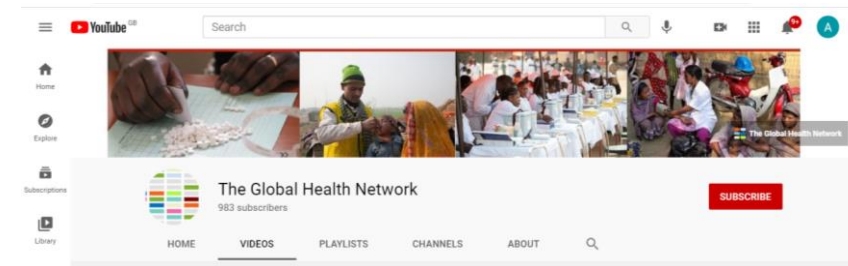 YouTube GB
Search
9+
A
Home
Explore
Subscriptions
Library
The Global Health Network
The Global Health Network
983 subscribers
SUBSCRIBE
HOME VIDEOS PLAYLISTS CHANNELS ABOUT